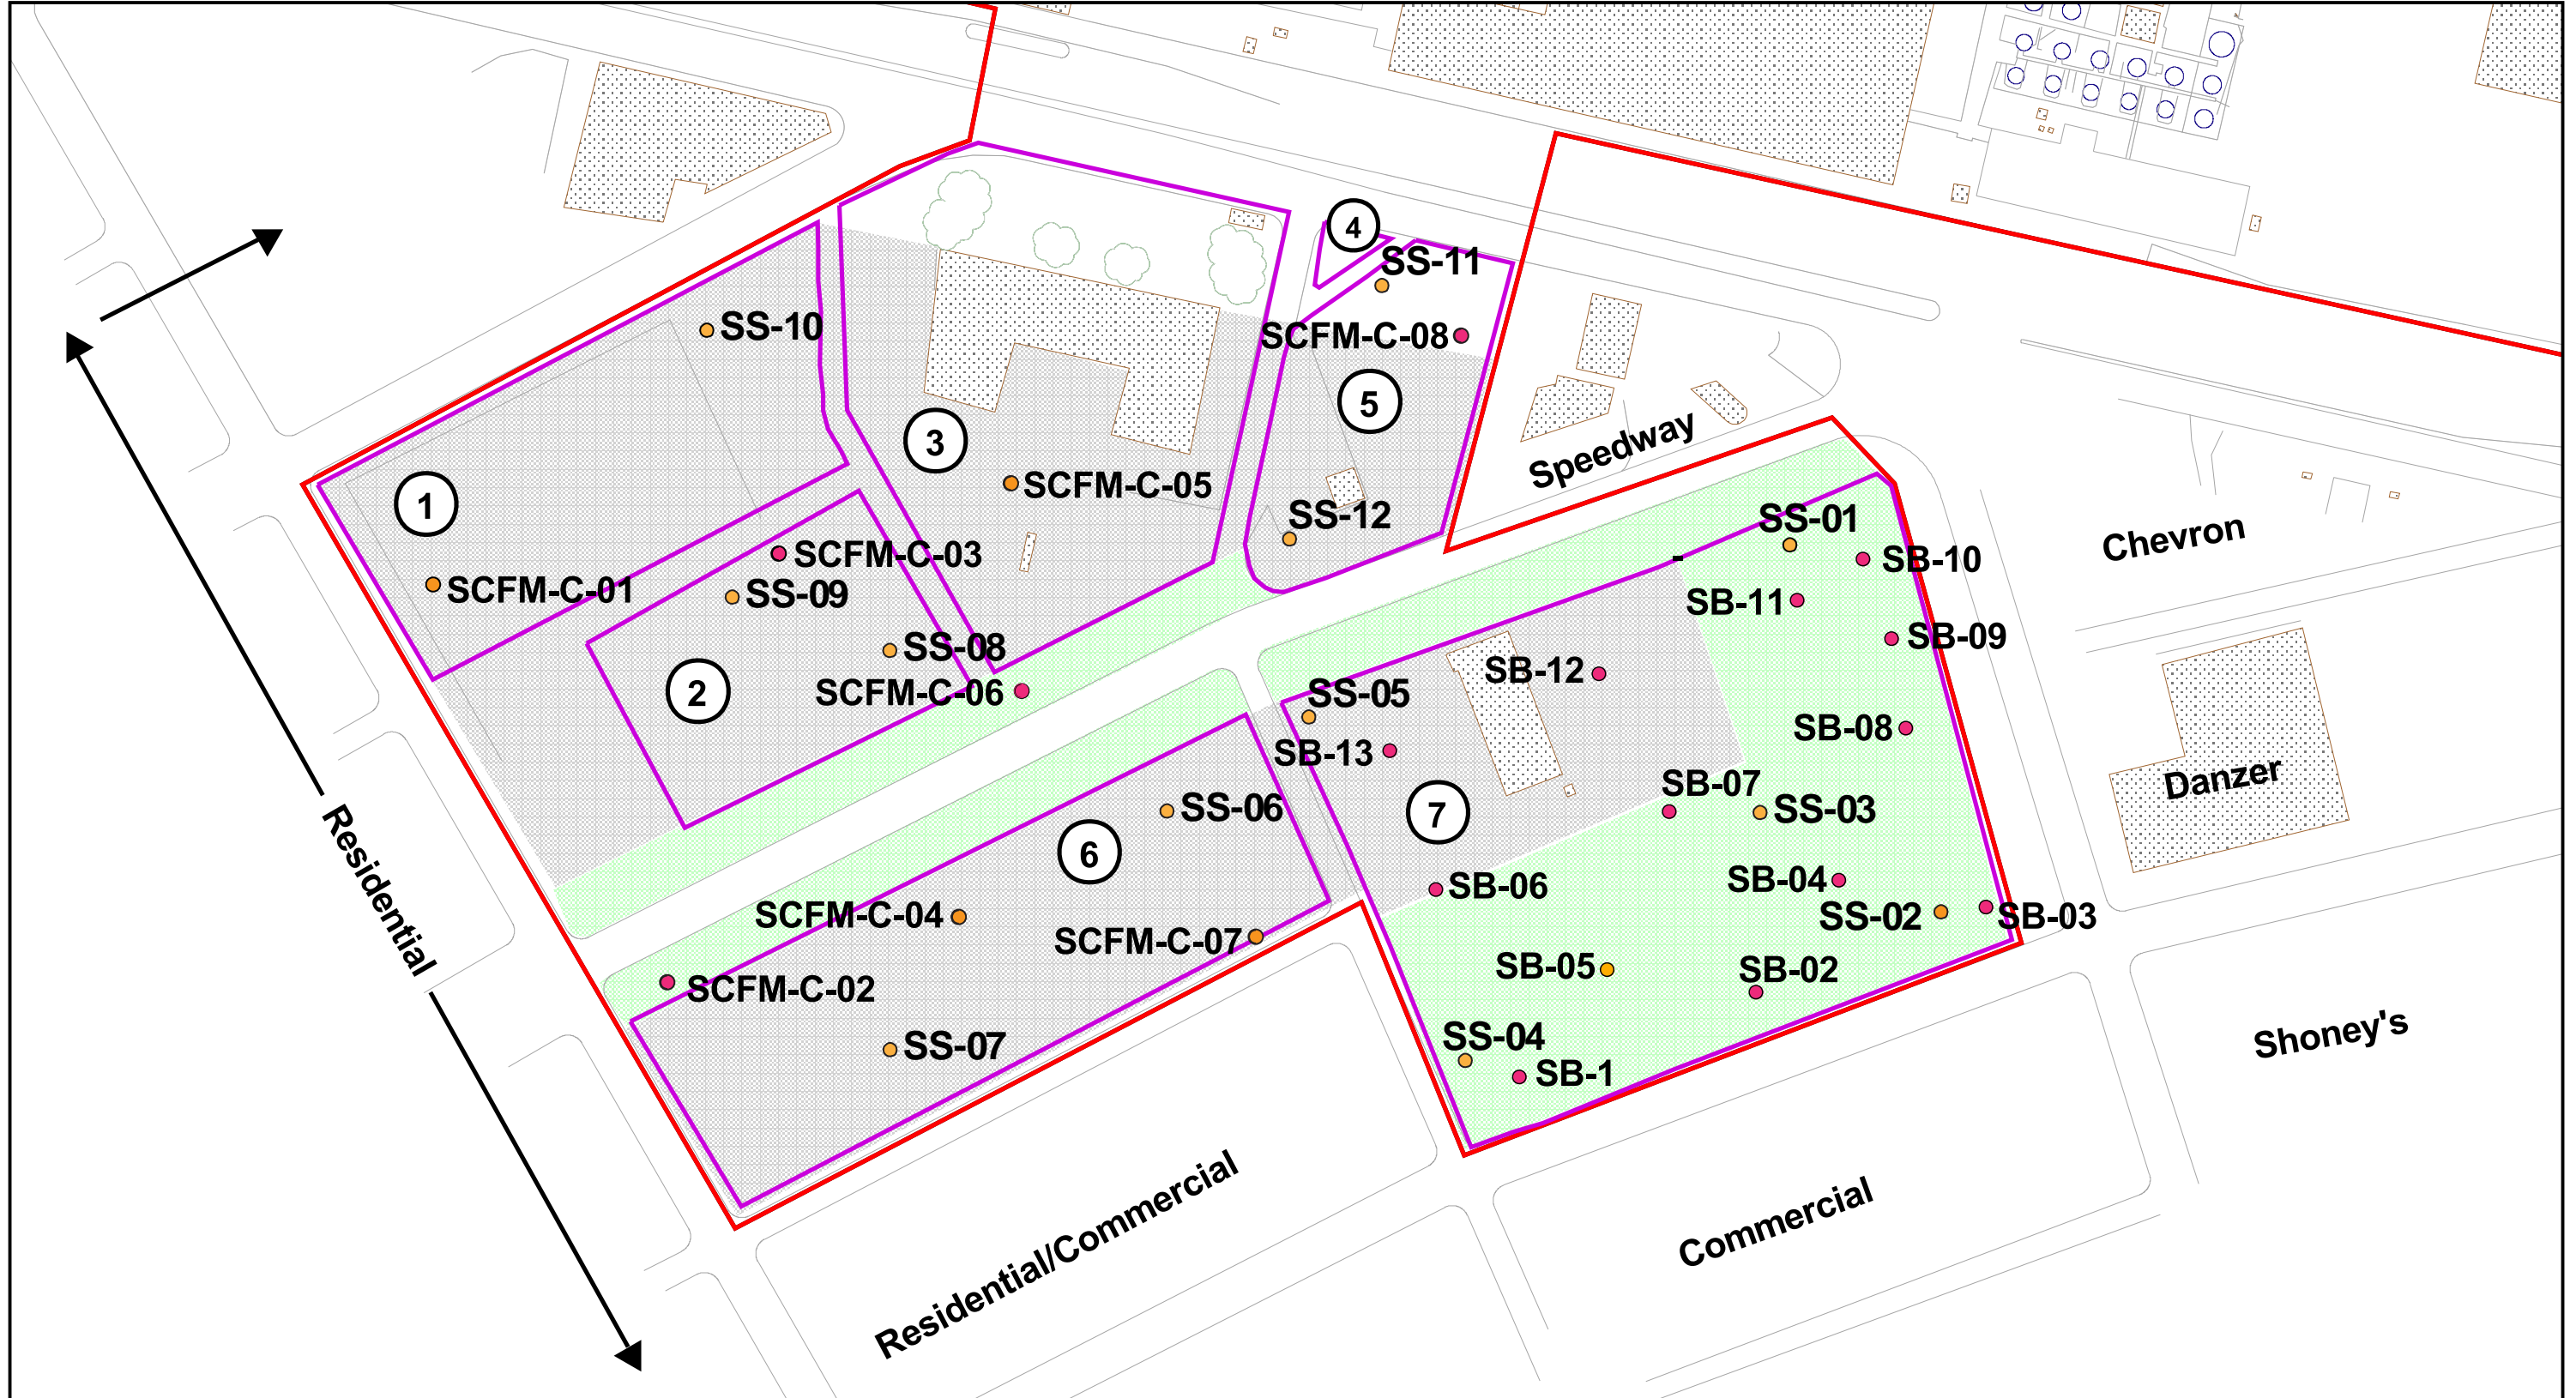 4
SS-11
SS-10
SCFM-C-08
5
3
Speedway
SCFM-C-05
1
SS-12
SS-01
Chevron
SCFM-C-03
SB-10
SCFM-C-01
SS-09
SB-11
SB-09
SS-08
SB-12
2
SCFM-C-06
SS-05
SB-08
SB-13
Danzer
SB-07
SS-06
7
SS-03
6
Residential
SB-06
SB-04
SCFM-C-04
SS-02
SB-03
SCFM-C-07
SB-05
SB-02
SCFM-C-02
SS-04
Shoney's
SS-07
SB-1
Commercial
Residential/Commercial